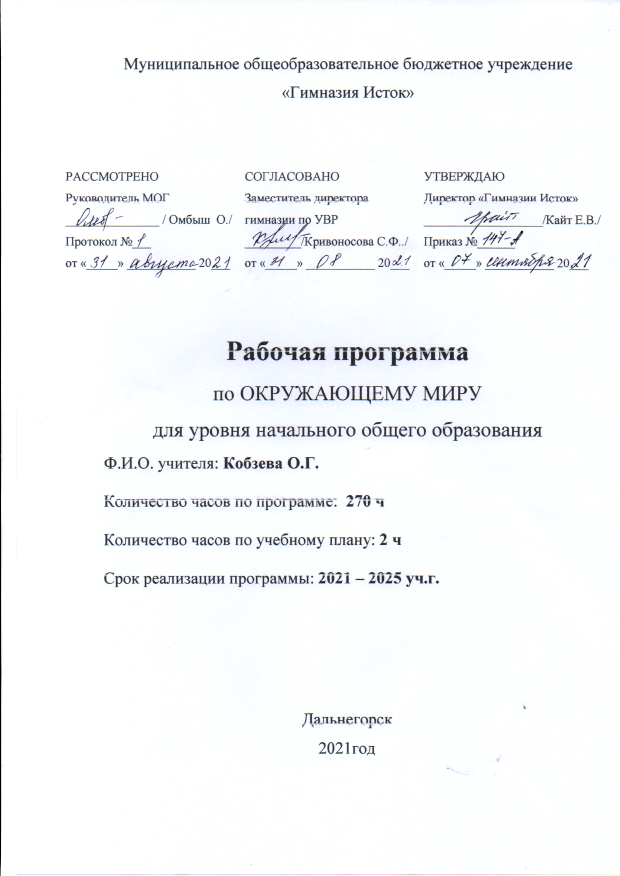 Муниципальное общеобразовательное бюджетное учреждение
«Гимназия Исток»
РАССМОТРЕНО
Руководитель МОГ
/ Омбыш О./
Протокол № 1
от « 31 » августа 2021
СОГЛАСОВАНО
Заместитель директора
гимназии по УВР
/Кривоносова С.Ф../
от « 31 » 08 2021
УТВЕРЖДАЮ
Директор «Гимназии Исток»
/Кайт Е.В./
Приказ № 147-А
от « 07 » сентября 2021
Рабочая программа
по ОКРУЖАЮЩЕМУ МИРУ
для уровня начального общего образования
Ф.И.О. учителя: Кобзева О.Г.
Количество часов по программе: 270 ч
Количество часов по учебному плану: 2 ч
Срок реализации программы: 2021 – 2025 уч.г.
Дальнегорск
2021год